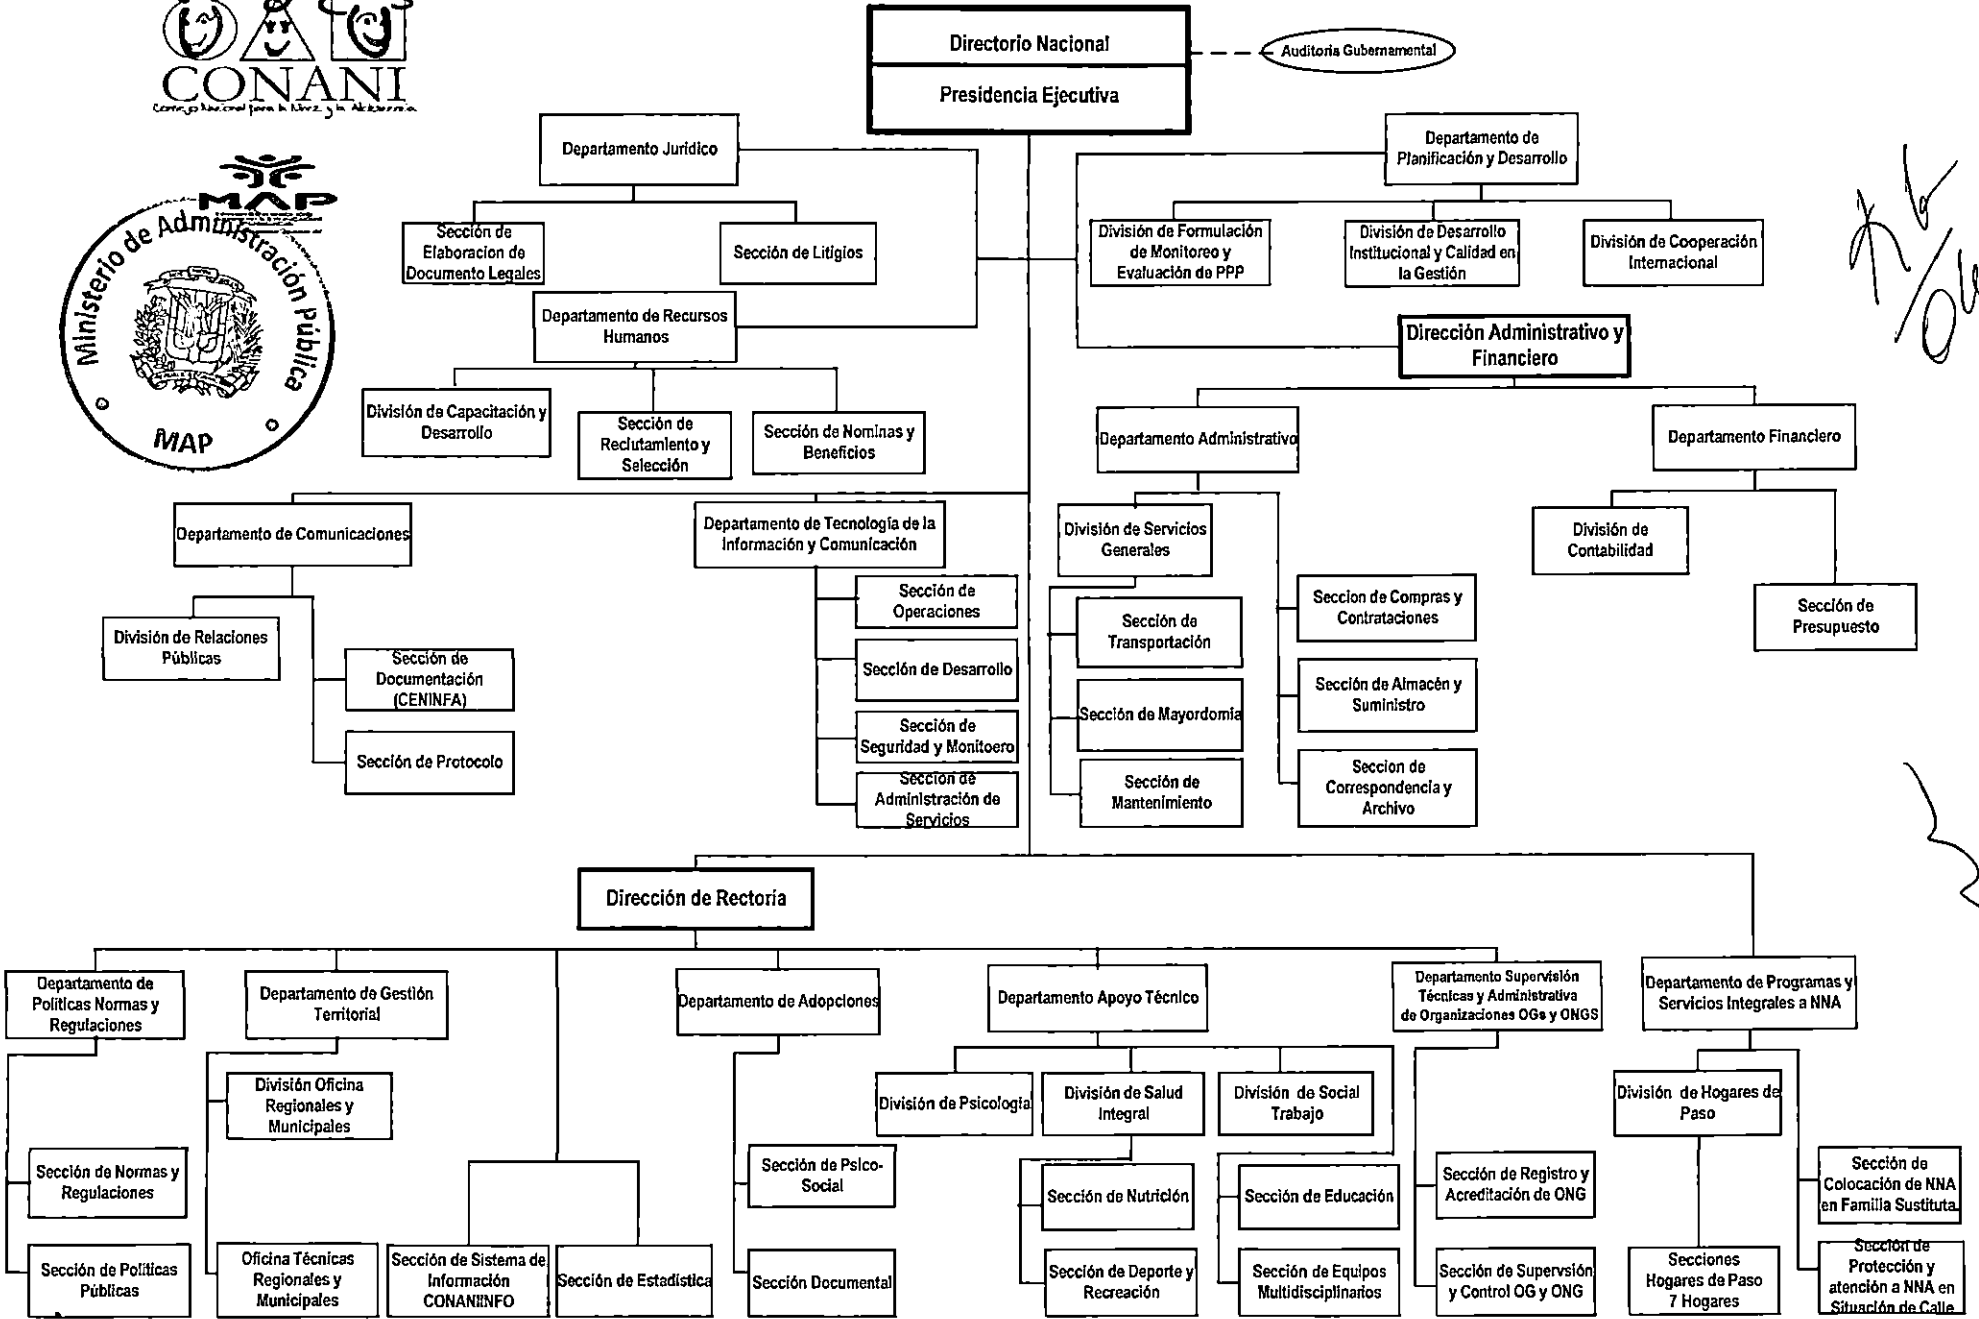 CONANI
Directorio Nacional
Presidencia Ejecutiva
Auditoria Gubernamental
MAP
Ministerio de Administración Pública
MAP
Departamento Jurídico
Sección de
Elaboracion de
Documento Legales
Sección de Litigios
Departamento de
Planificación y Desarrollo
División de Formulación
de Monitoreo y
Evaluación de PPP
División de Desarrollo
Institucional y Calidad en
la Gestión
División de Cooperación
Internacional
Departamento de Recursos
Humanos
División de Capacitación y
Desarrollo
Sección de
Reclutamiento y
Selección
Sección de Nominas y
Beneficios
Dirección Administrativo y
Financiero
Departamento Administrativo
Departamento Financiero
División de Servicios
Generales
Sección de
Transportación
Sección de Mayordomia
Sección de
Mantenimiento
Seccion de Compras y
Contrataciones
Sección de Almacén y
Suministro
Seccion de
Correspondencia y
Archivo
División de
Contabilidad
Sección de
Presupuesto
Departamento de Comunicaciones
División de Relaciones
Públicas
Sección de
Documentación
(CENINFA)
Sección de Protocolo
Departamento de Tecnología de la
Información y Comunicación
Sección de
Operaciones
Sección de Desarrollo
Sección de
Seguridad y Monitoero
Sección de
Administración de
Servicios
Dirección de Rectoría
Departamento de
Políticas Normas y
Regulaciones
Sección de Normas y
Regulaciones
Sección de Políticas
Públicas
Departamento de Gestión
Territorial
División Oficina
Regionales y
Municipales
Oficina Técnicas
Regionales y
Municipales
Sección de Sistema de
Información
CONANIINFO
Sección de Estadística
Departamento de Adopciones
Sección de Psico-
Social
Sección Documental
Departamento Apoyo Técnico
División de Psicologia
División de Salud
Integral
División de Social
Trabajo
Sección de Nutrición
Sección de Deporte y
Recreación
Sección de Educación
Sección de Equipos
Multidisciplinarios
Departamento Supervisión
Técnicas y Administrativa
de Organizaciones OGs y ONGS
Sección de Registro y
Acreditación de ONG
Sección de Supervsión
y Control OG y ONG
Departamento de Programas y
Servicios Integrales a NNA
División de Hogares de
Paso
Secciones
Hogares de Paso
7 Hogares
Sección de
Colocación de NNA
en Familia Sustituta
Sección de
Protección y
atención a NNA en
Situación de Calle